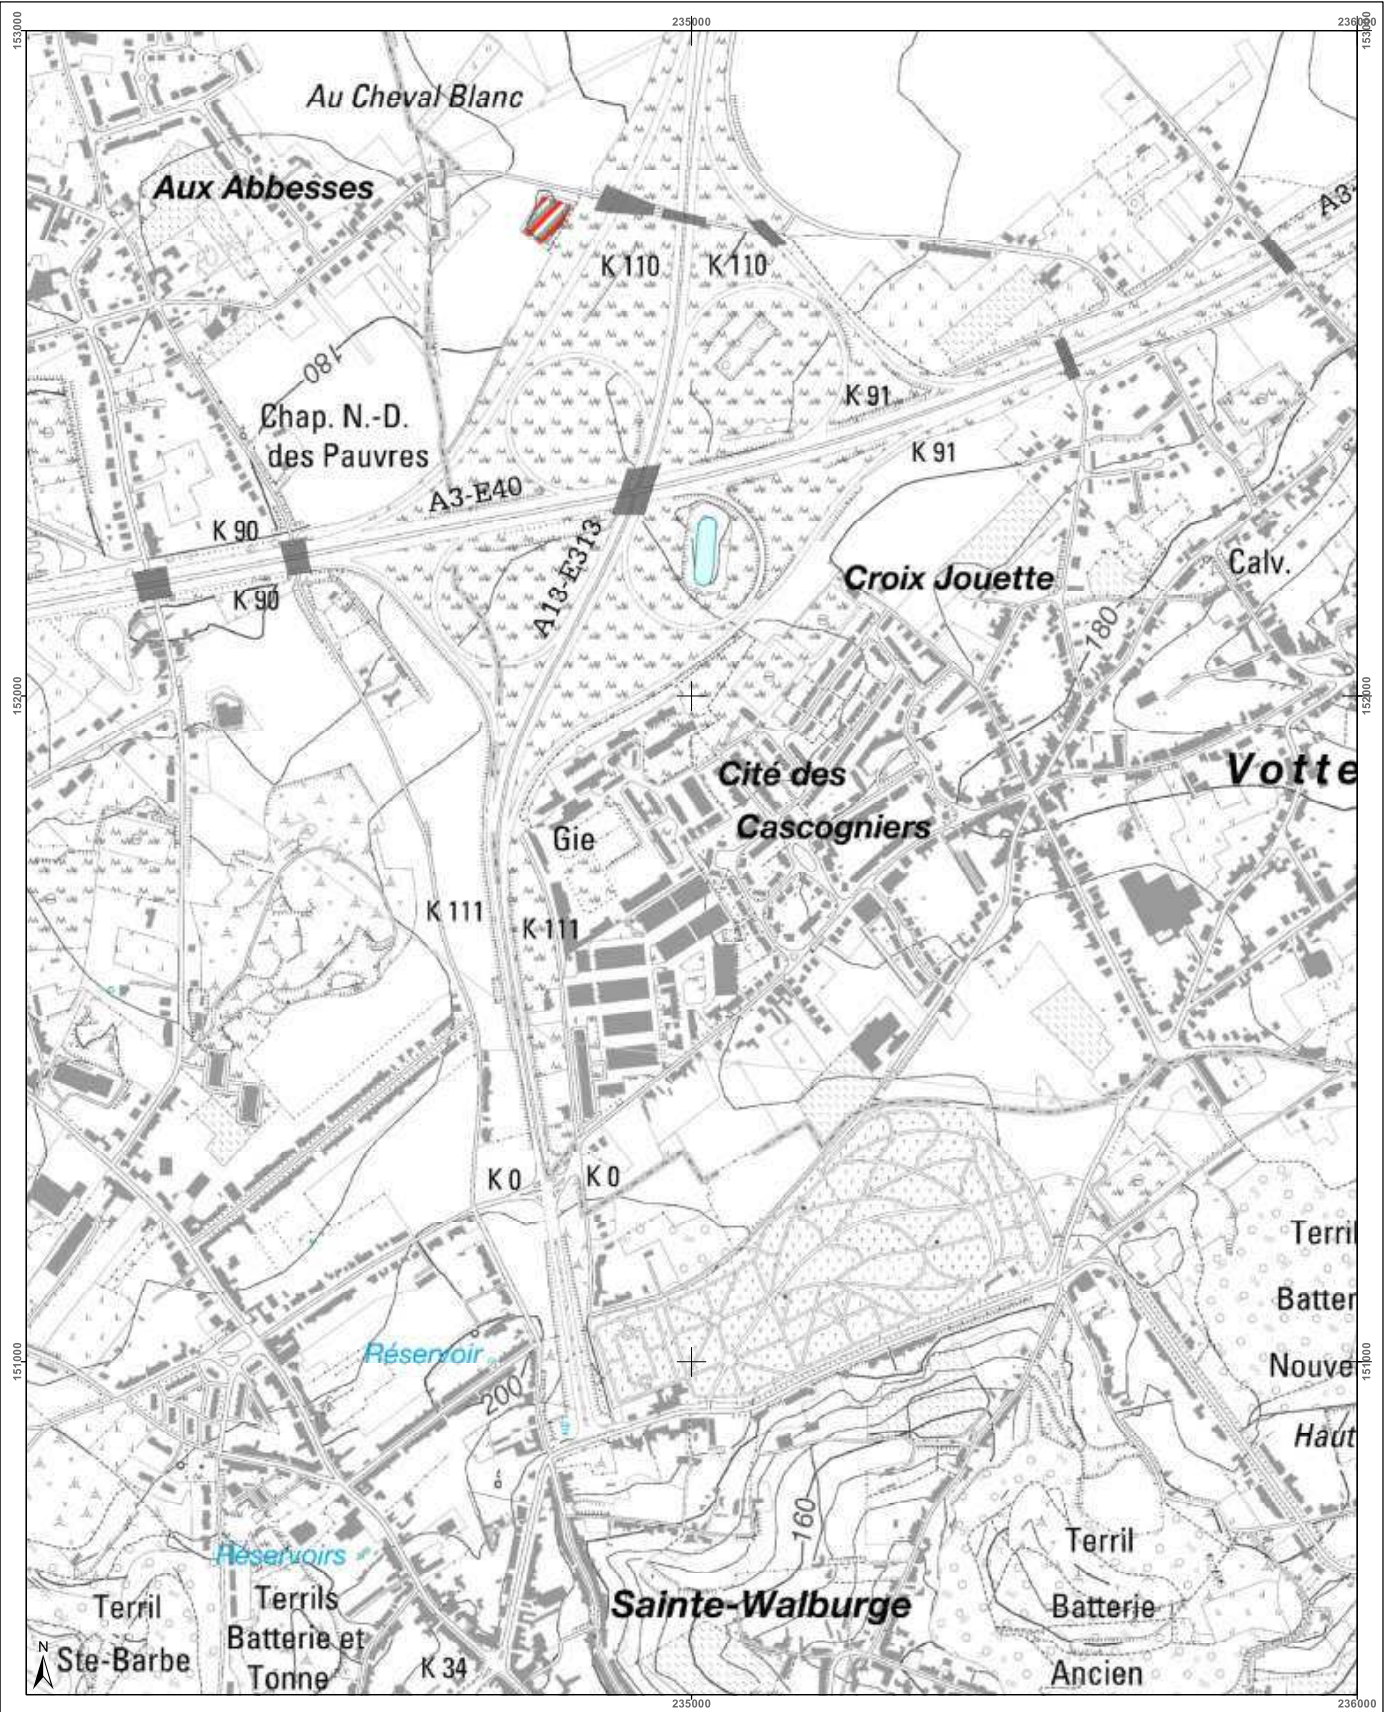 235000
236000
153000
153000
Au Cheval Blanc
Aux Abbesses
K 110
K 110
180
K 91
Chap. N.-D.
des Pauvres
K 91
A3-E40
K 90
A13-E313
Croix Jouette
Calv.
K 90
180
152000
152000
Cité des
Votte
Cascogniers
Gie
K 111
K 111
K 0
K 0
Terril
Batter
Réservoir
151000
151000
Nouve
200
Haut
160
Terril
Réservoirs
Terril
Terrils
Sainte-Walburge
Batterie
Batterie et
N
Ste-Barbe
K 34
Tonne
Ancien
235000
236000